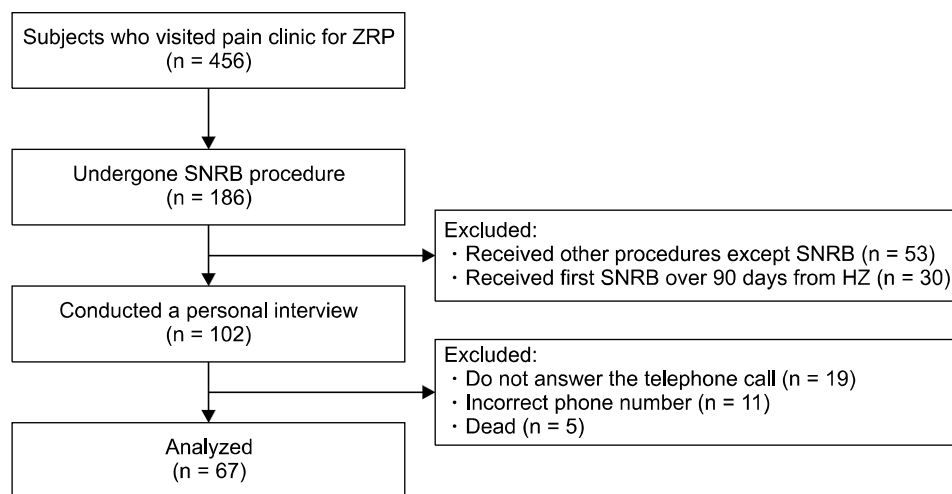 Subjects who visited pain clinic for ZRP
(n = 456)
Undergone SNRB procedure
(n = 186)
Excluded:
· Received other procedures except SNRB (n = 53)
· Received first SNRB over 90 days from HZ (n = 30)
Conducted a personal interview
(n = 102)
Excluded:
· Do not answer the telephone call (n = 19)
· Incorrect phone number (n = 11)
· Dead (n = 5)
Analyzed
(n = 67)